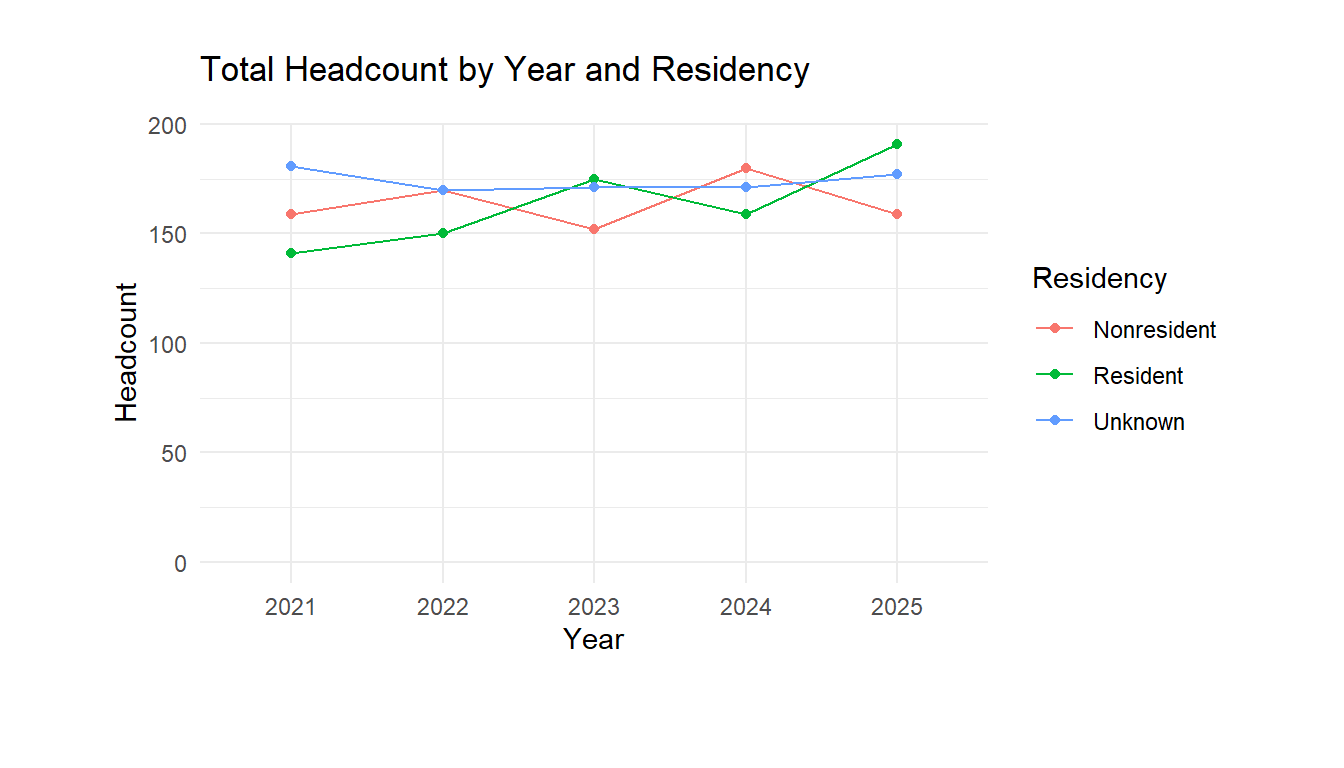 Total Headcount by Year and Residency
200
150
100
50
0
Headcount
2021 2022 2023 2024 2025
Year
Residency
Nonresident
Resident
Unknown